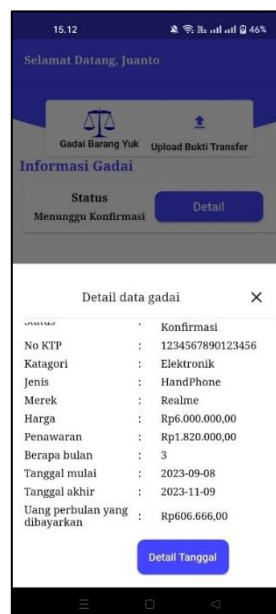 15.12
46%
Selamat Datang, Juanto
Gadai Barang Yuk
Upload Bukti Transfer
Informasi Gadai
Status
Menunggu Konfirmasi
Detail
Detail data gadai
Status :
Konfirmasi
No KTP : 1234567890123456
Katagori : Elektronik
Jenis : HandPhone
Merek : Realme
Harga : Rp6.000.000,00
Penawaran : Rp1.820.000,00
Berapa bulan : 3
Tanggal mulai : 2023-09-08
Tanggal akhir : 2023-11-09
Uang perbulan yang
dibayarkan : Rp606.666,00
Detail Tanggal